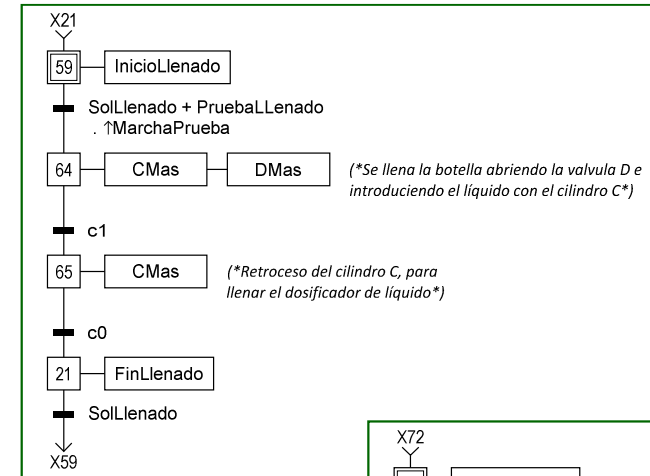 X21
59 InicioLlenado
SolLlenado + PruebaLLenado
. ↑MarchaPrueba
64 CMas DMas (*Se llena la botella abriendo la valvula D e
introduciendo el líquido con el cilindro C*)
c1
65 CMas (*Retroceso del cilindro C, para
llenar el dosificador de líquido*)
c0
21 FinLlenado
SolLlenado
X59
X72